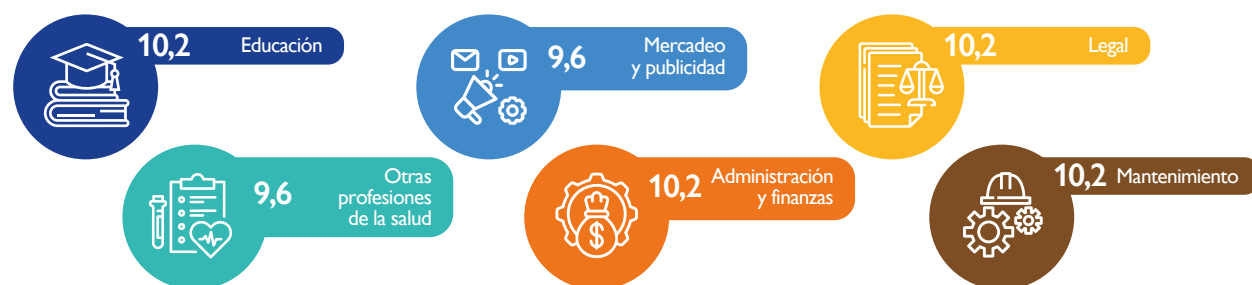 10,2 Educación
9,6 Mercadeo
y publicidad
10,2 Legal
9,6 Otras
profesiones
de la salud
10,2 Administración
y finanzas
$
10,2 Mantenimiento